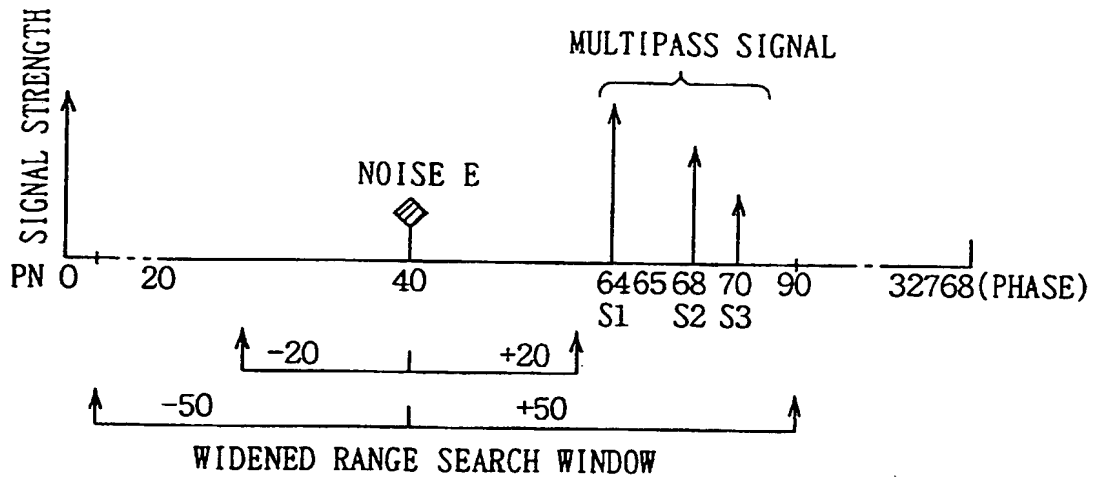 SIGNAL STRENGTH
MULTIPASS SIGNAL
NOISE E
PN 0 20 40 64 65 68 70 90 32768(PHASE)
S1 S2 S3
-20 +20
-50 +50
WIDENED RANGE SEARCH WINDOW